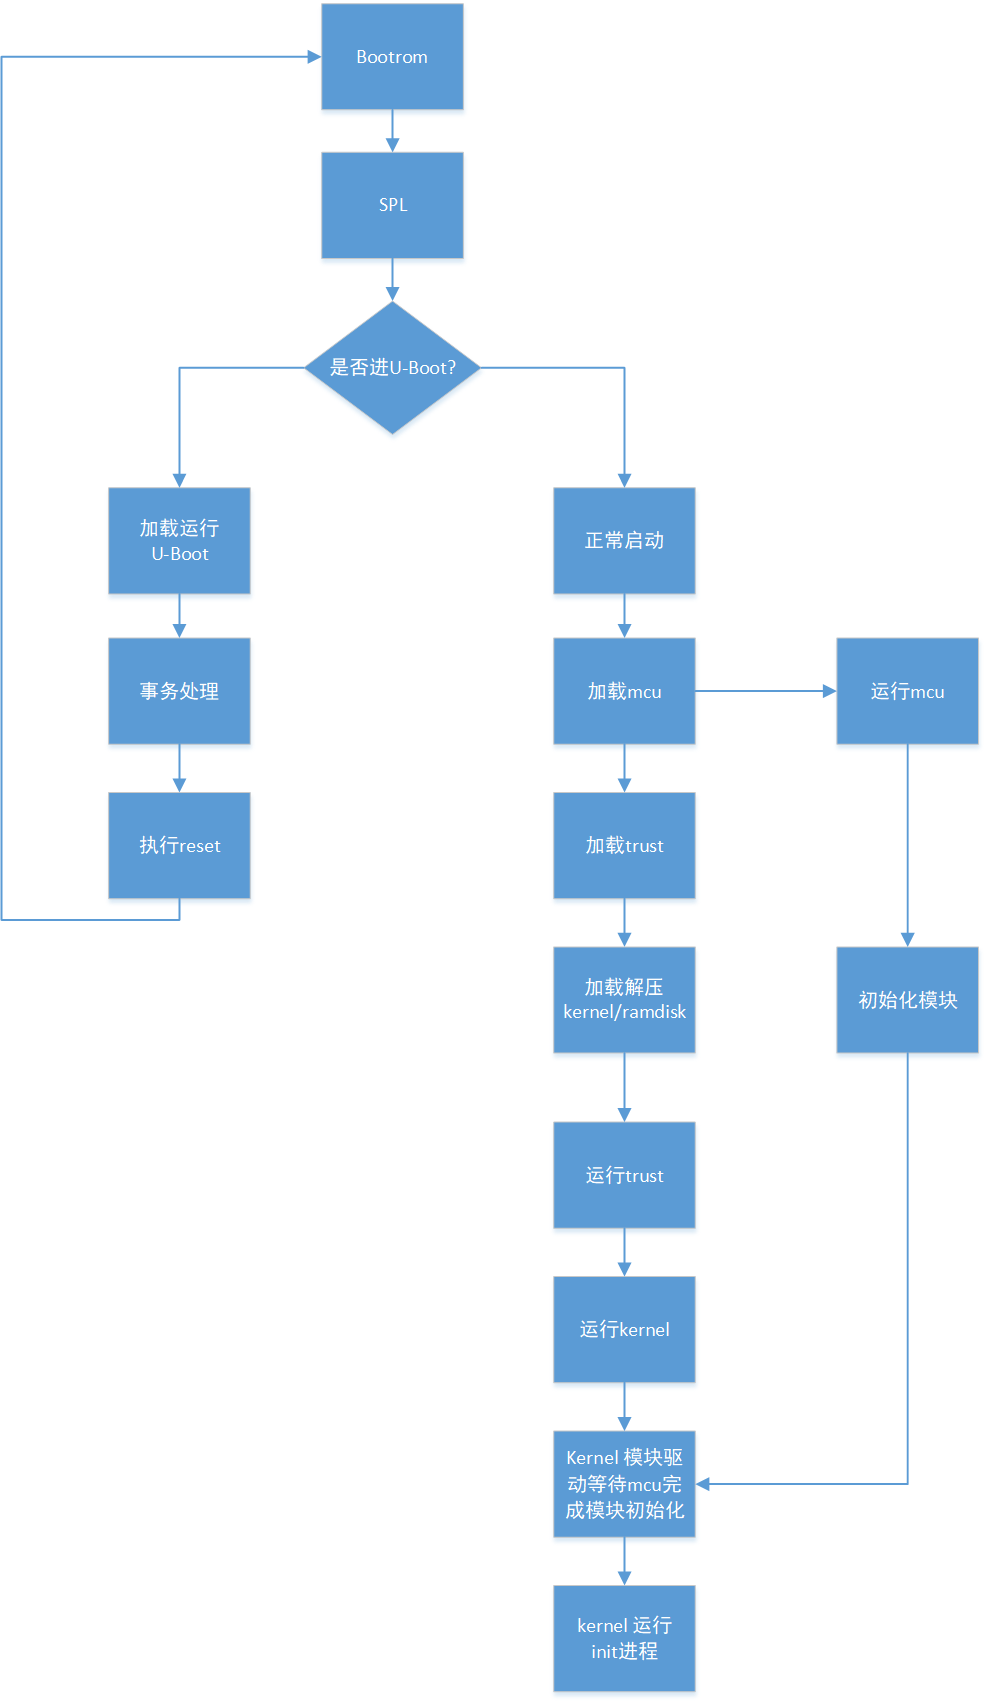 Bootrom
SPL
是否进U-Boot?
加载运行
U-Boot
正常启动
事务处理
加载mcu
运行mcu
执行reset
加载trust
加载解压
kernel/ramdisk
初始化模块
运行trust
运行kernel
Kernel 模块驱
动等待mcu完
成模块初始化
kernel 运行
init进程